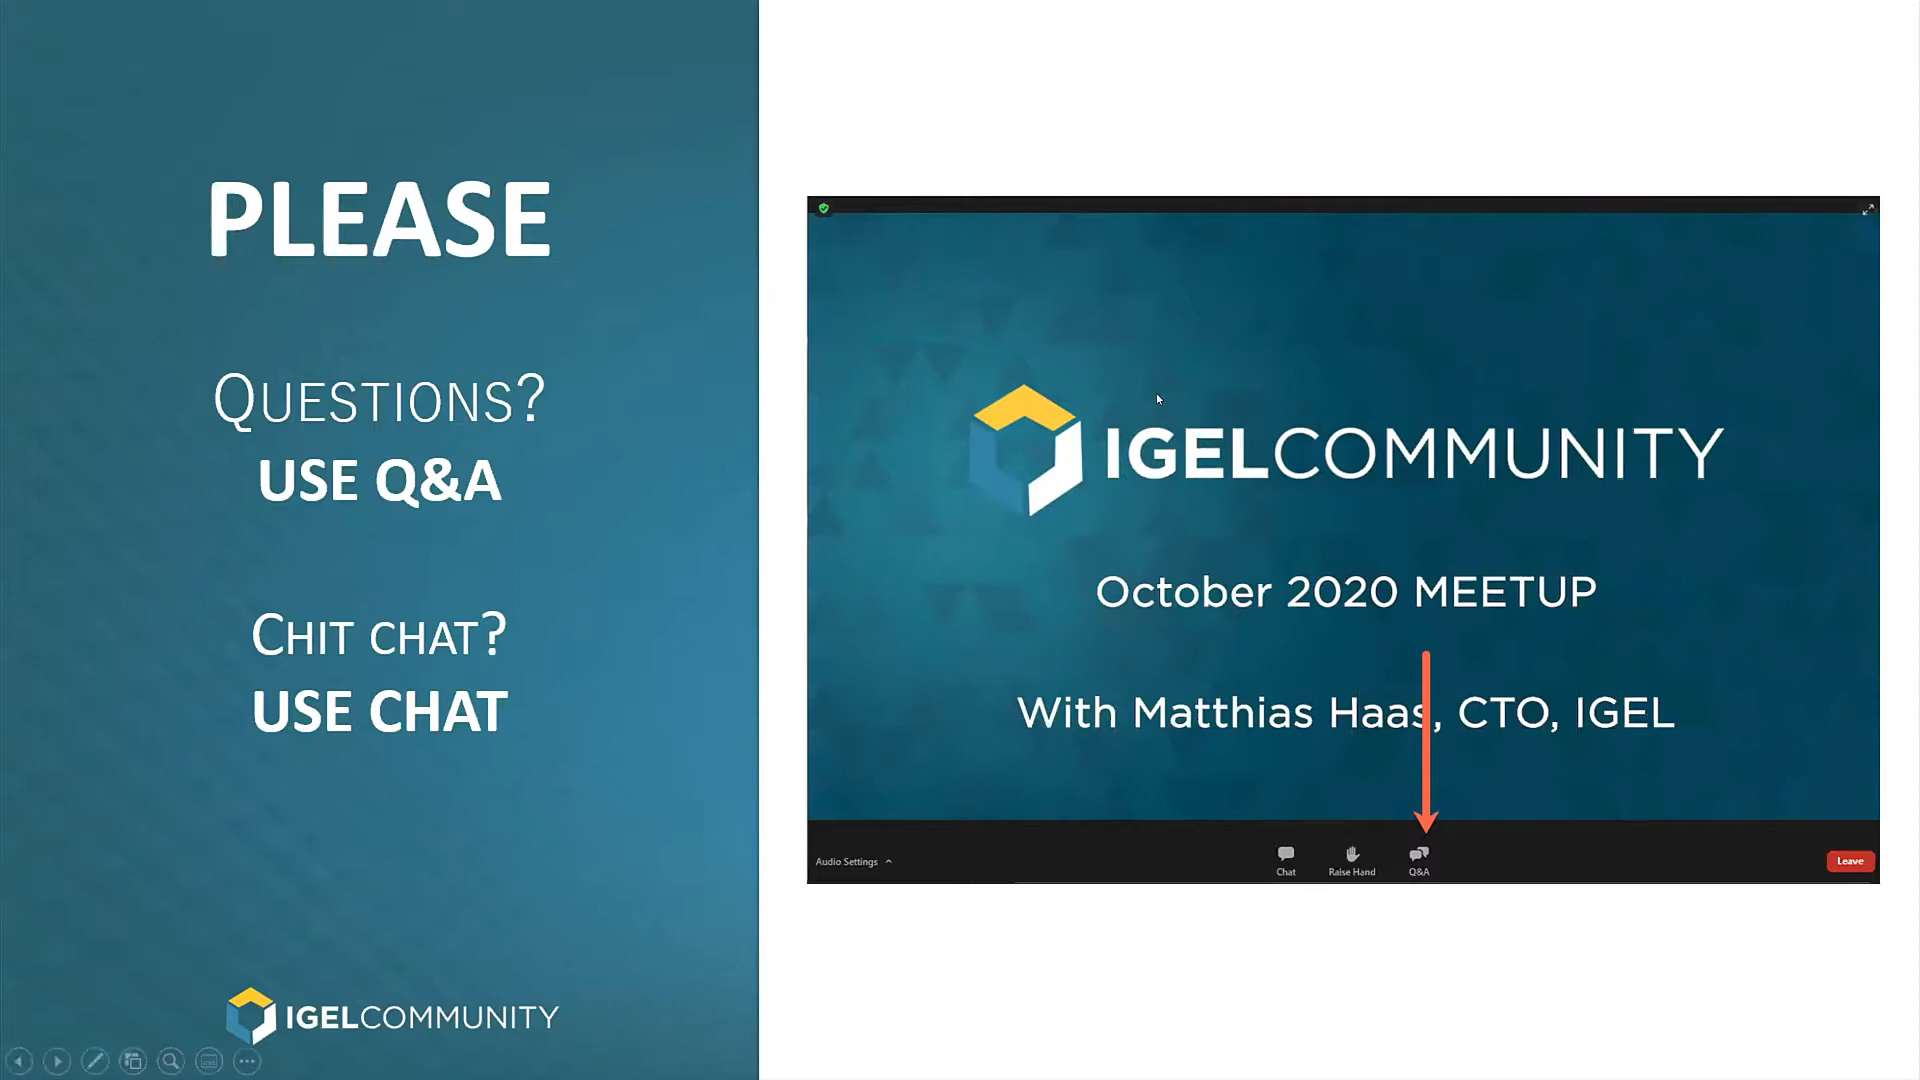 PLEASE
QUESTIONS?
USE Q&A
CHIT CHAT?
USE CHAT
IGELCOMMUNITY
IGELCOMMUNITY
October 2020 MEETUP
With Matthias Haas, CTO, IGEL
Audio Settings
Chat
Raise Hand
Q&A
Leave